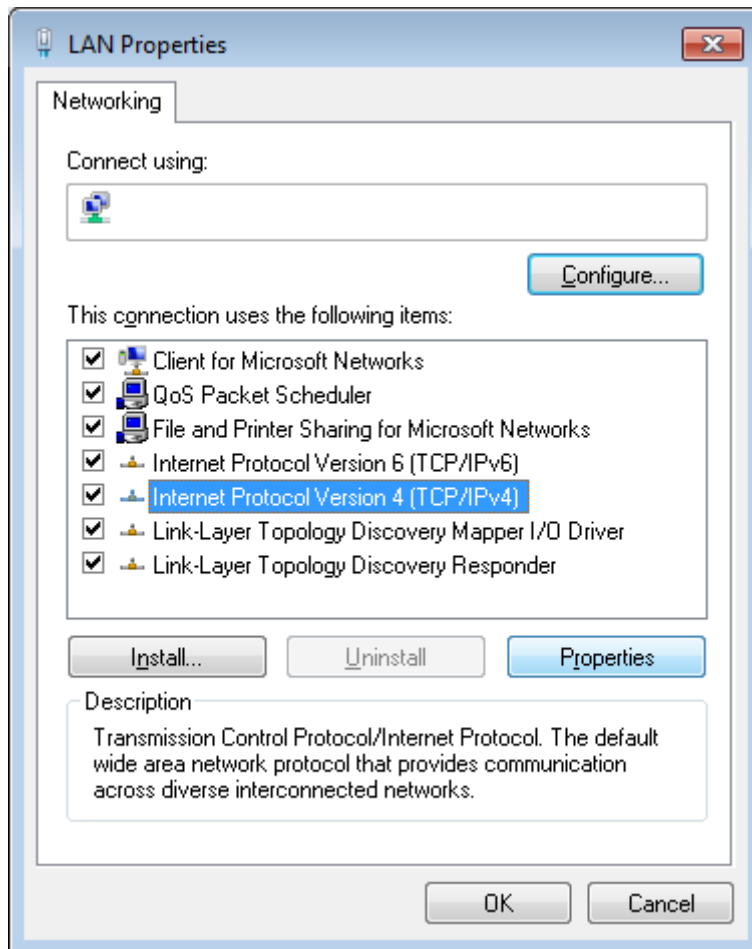 LAN Properties
Networking
Connect using:
Configure...
This connection uses the following items:
Client for Microsoft Networks
QoS Packet Scheduler
File and Printer Sharing for Microsoft Networks
Internet Protocol Version 6 (TCP/IPv6)
Internet Protocol Version 4 (TCP/IPv4)
Link-Layer Topology Discovery Mapper I/O Driver
Link-Layer Topology Discovery Responder
Install... Uninstall Properties
Description
Transmission Control Protocol/Internet Protocol. The default
wide area network protocol that provides communication
across diverse interconnected networks.
OK Cancel